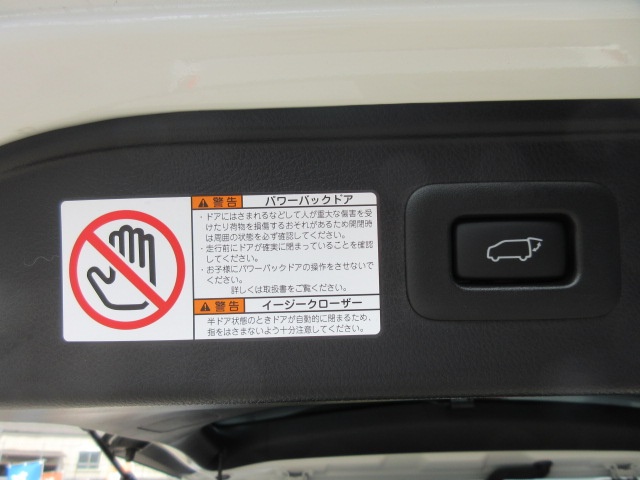 警告 パワーバックドア
・ドアにはさまれるなどして人が重大な傷害を受
けたり荷物を損傷するおそれがあるため開閉時
は周囲の状態を必ず確認してください。
・走行前にドアが確実に閉まっていることを確認
してください。
・お子様にパワーバックドアの操作をさせないで
ください。
詳しくは取扱書をご覧ください。
警告 イージークローザー
半ドア状態のときドアが自動的に閉まるため、
指をはさまないよう十分注意してください。